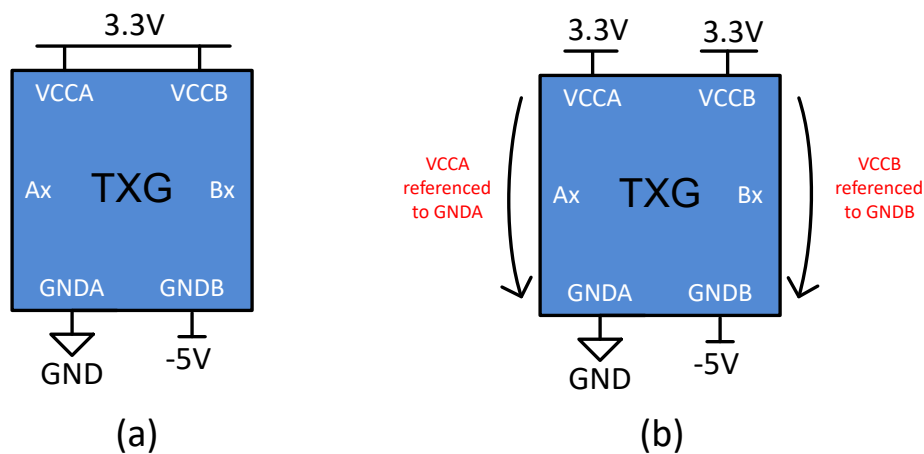 3.3V
VCCA VCCB
Ax TXG Bx
GNDA GNDB
GND
-5V
(a)
3.3V 3.3V
VCCA VCCB
VCCA
referenced
to GNDA
Ax TXG Bx
VCCB
referenced
to GNDB
GNDA GNDB
GND
-5V
(b)